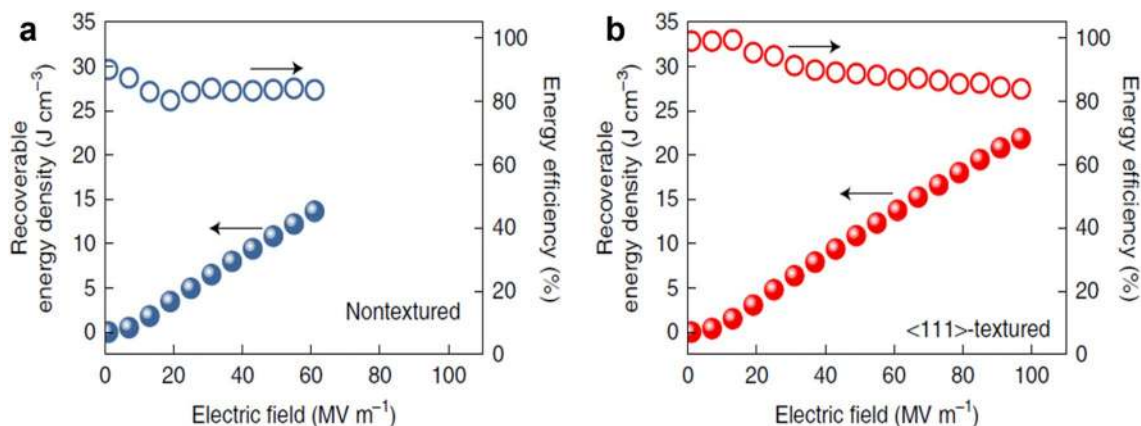 a
35
30
25
20
15
10
5
0
Recoverable
energy density (J cm⁻³)
100
80
60
40
20
0
Energy efficiency (%)
Nontextured
0 20 40 60 80 100
Electric field (MV m⁻¹)
b
35
30
25
20
15
10
5
0
Recoverable
energy density (J cm⁻³)
100
80
60
40
20
0
Energy efficiency (%)
<111>-textured
0 20 40 60 80 100
Electric field (MV m⁻¹)